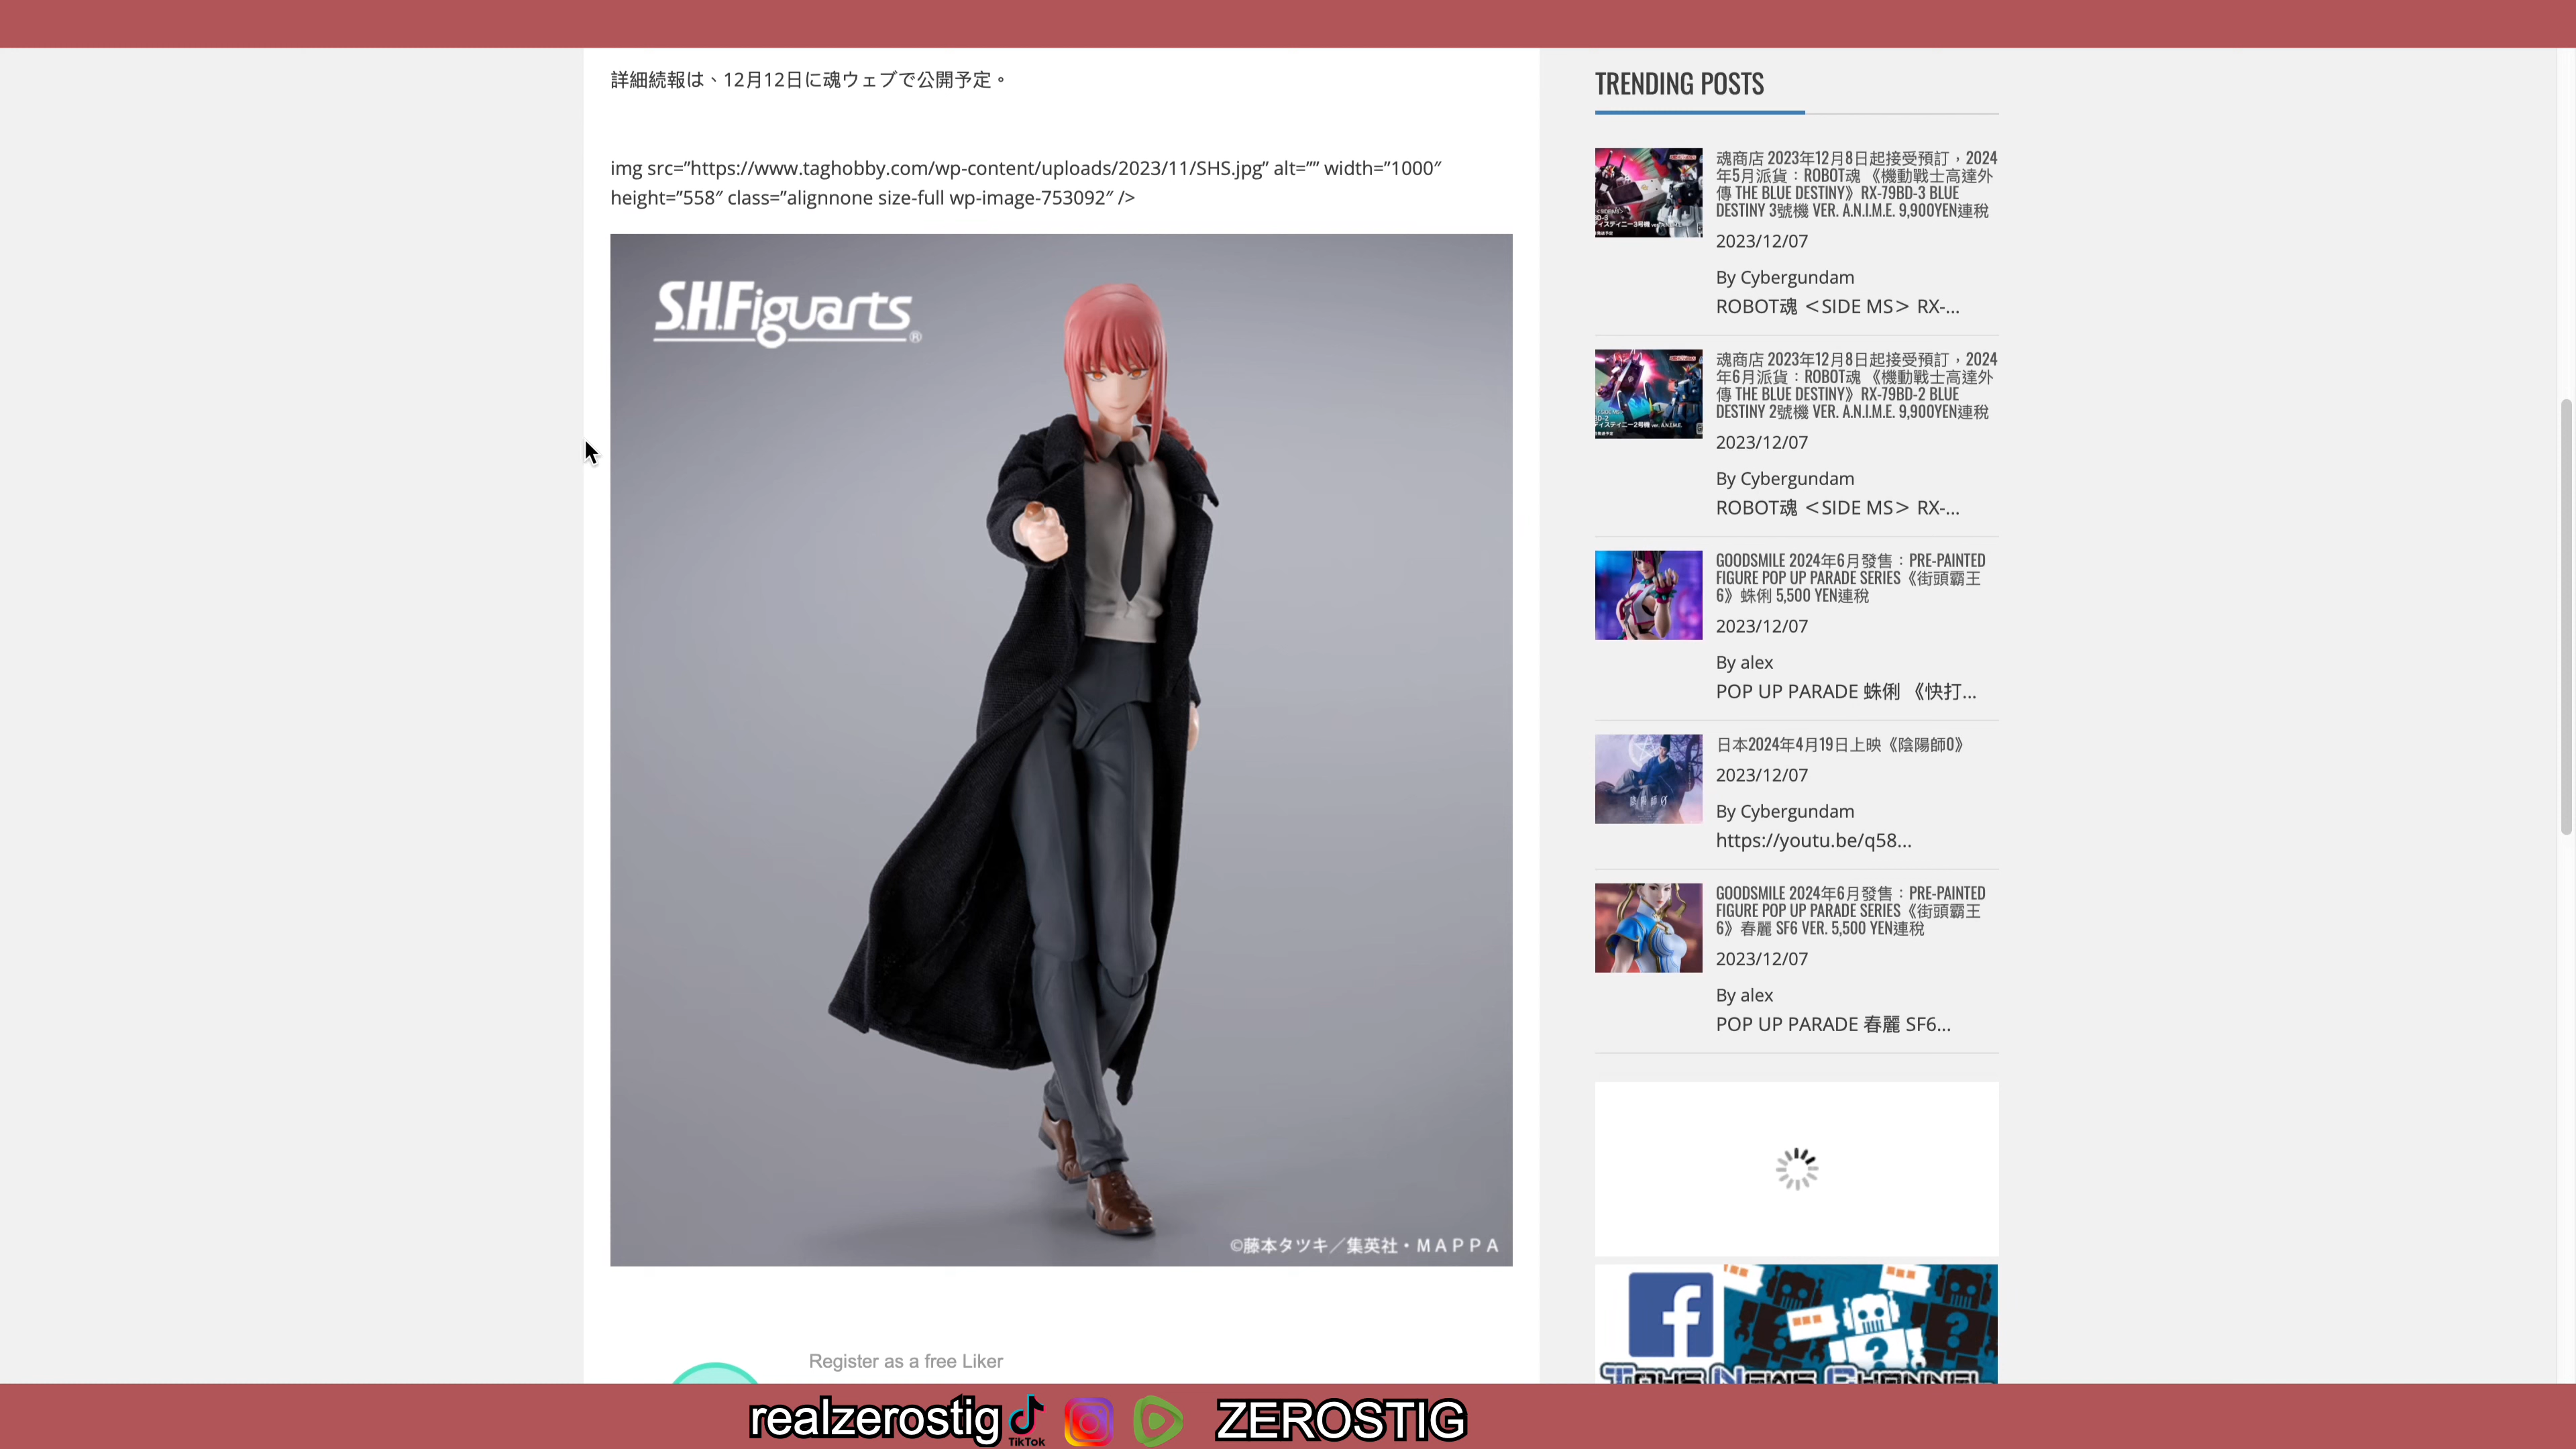 詳細続報は、12月12日に魂ウェブで公開予定。
img src=”https://www.taghobby.com/wp-content/uploads/2023/11/SHS.jpg” alt=”” width=”1000″
height=”558″ class=”alignnone size-full wp-image-753092″ />
S.H.Figuarts®
©藤本タツキ／集英社・MAPPA
Register as a free Liker
TRENDING POSTS
魂商店 2023年12月8日起接受預訂，2024
年5月派貨：ROBOT魂 《機動戰士高達外
傳 THE BLUE DESTINY》RX-79BD-3 BLUE
DESTINY 3號機 VER. A.N.I.M.E. 9,900YEN連稅
2023/12/07
By Cybergundam
ROBOT魂 ＜SIDE MS＞ RX-...
魂商店 2023年12月8日起接受預訂，2024
年6月派貨：ROBOT魂 《機動戰士高達外
傳 THE BLUE DESTINY》RX-79BD-2 BLUE
DESTINY 2號機 VER. A.N.I.M.E. 9,900YEN連稅
2023/12/07
By Cybergundam
ROBOT魂 ＜SIDE MS＞ RX-...
GOODSMILE 2024年6月發售：PRE-PAINTED
FIGURE POP UP PARADE SERIES《街頭霸王
6》蛛俐 5,500 YEN連稅
2023/12/07
By alex
POP UP PARADE 蛛俐 《快打...
日本2024年4月19日上映《陰陽師0》
2023/12/07
By Cybergundam
https://youtu.be/q58...
GOODSMILE 2024年6月發售：PRE-PAINTED
FIGURE POP UP PARADE SERIES《街頭霸王
6》春麗 SF6 VER. 5,500 YEN連稅
2023/12/07
By alex
POP UP PARADE 春麗 SF6...
TOYS NEWS CHANNEL
realzerostig TikTok ZEROSTIG